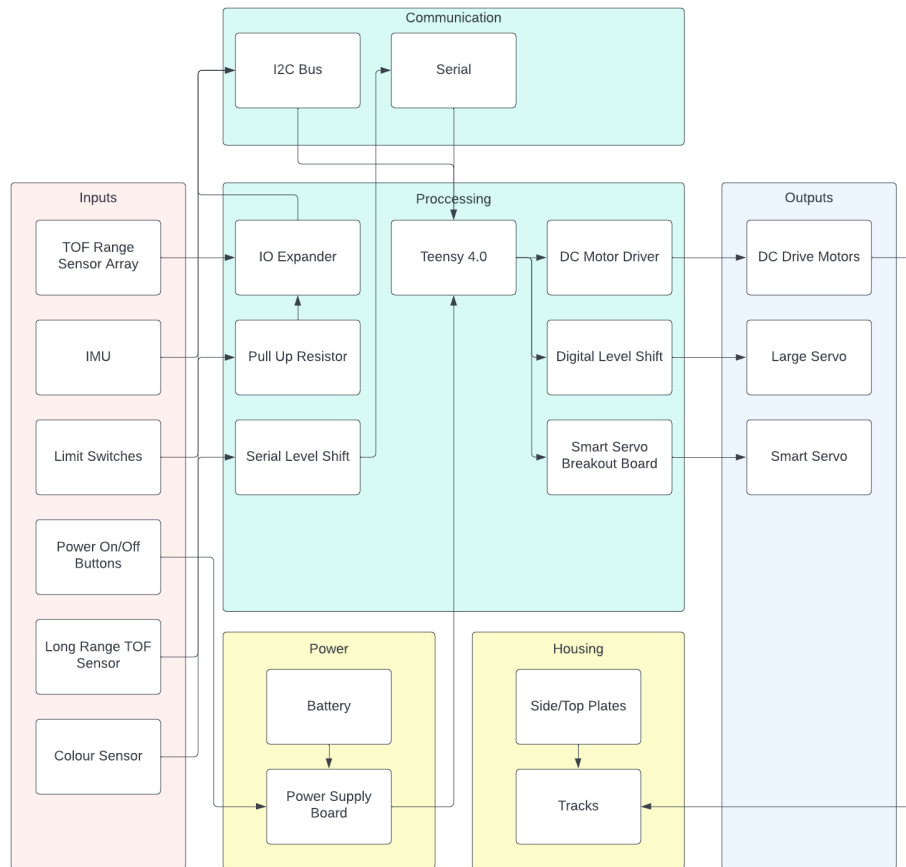 Communication
I2C Bus
Serial
Inputs
TOF Range
Sensor Array
IMU
Limit Switches
Power On/Off
Buttons
Long Range TOF
Sensor
Colour Sensor
Proccessing
IO Expander
Teensy 4.0
DC Motor Driver
Pull Up Resistor
Digital Level Shift
Serial Level Shift
Smart Servo
Breakout Board
Outputs
DC Drive Motors
Large Servo
Smart Servo
Power
Battery
Power Supply
Board
Housing
Side/Top Plates
Tracks